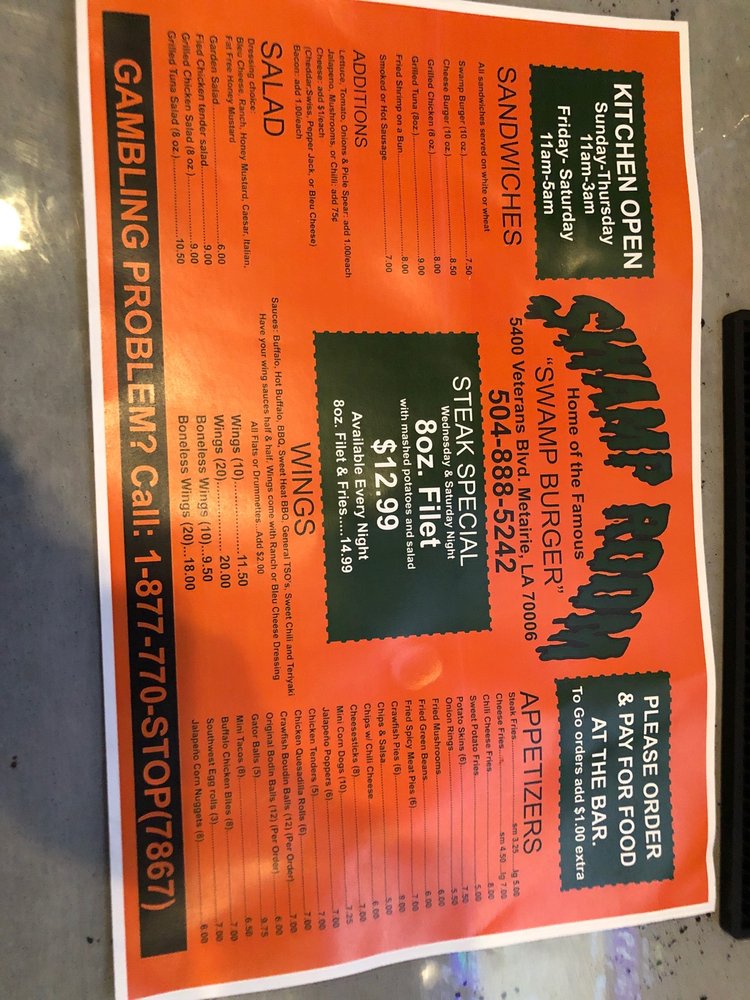 KITCHEN OPEN
Sunday-Thursday
11am-3am
Friday- Saturday
11am-5am
SWAMP ROOM
Home of the Famous
“SWAMP BURGER”
5400 Veterans Blvd. Metairie, LA 70006
504-888-5242
PLEASE ORDER
& PAY FOR FOOD
AT THE BAR.
To Go orders add $1.00 extra
SANDWICHES
All sandwiches served on white or wheat
Swamp Burger (10 oz.)....7.50
Cheese Burger (10 oz.)....8.50
Grilled Chicken (8 oz.)....8.00
Grilled Tuna (8oz.)....9.00
Fried Shrimp on a Bun....8.00
Smoked or Hot Sausage....7.00
ADDITIONS
Lettuce, Tomato, Onions & Picle Spear: add 1.00/each
Jalapeno, Mushrooms, or Chilli: add 75¢
Cheese: add $1/each
(Cheddar, Swiss, Pepper Jack, or Bleu Cheese)
Bacon: add 1.00/each
SALAD
Dressing choice:
Bleu Cheese, Ranch, Honey Mustard, Caesar, Italian,
Fat Free Honey Mustard
Garden Salad....6.00
Fied Chicken tender salad....9.00
Grilled Chicken Salad (8 oz.)....9.00
Grilled Tuna Salad (8 oz.)....10.50
STEAK SPECIAL
Wednesday & Saturday Night
8oz. Filet
with mashed potatoes and salad
$12.99
Available Every Night
8oz. Filet & Fries.....14.99
WINGS
Sauces: Buffalo, Hot Buffalo, BBQ, Sweet Heat BBQ, General TSO's, Sweet Chili and Teriyaki
Have your wing sauces half & half. Wings come with Ranch or Bleu Cheese Dressing
All Flats or Drummettes...Add $2.00
Wings (10)....11.50
Wings (20)....20.00
Boneless Wings (10)....9.50
Boneless Wings (20)...18.00
APPETIZERS
Steak Fries....sm 3.25 lg 5.00
Cheese Fries....sm 4.50 lg 7.00
Chili Cheese Fries....8.00
Sweet Potato Fries....5.00
Potato Skins (6)....7.50
Onion Rings....5.50
Fried Mushrooms....6.00
Fried Green Beans....6.00
Fried Spicy Meat Pies (6)....7.00
Crawfish Pies (6)....9.00
Chips & Salsa....5.00
Chips w/ Chili Cheese....6.00
Cheesesticks (8)....7.00
Mini Corn Dogs (10)....7.25
Jalapeño Poppers (6)....7.00
Chicken Tenders (5)....7.00
Chicken Quesadilla Rolls (6)....7.00
Crawfish Boudin Balls (12) (Per Order)....7.00
Original Bodin Balls (12) (Per Order)....6.00
Gator Balls (5)....9.75
Mini Tacos (8)....6.50
Buffalo Chicken Bites (8)....7.00
Southwest Egg rolls (3)....7.00
Jalapeño Corn Nuggets (8)....6.00
GAMBLING PROBLEM? Call: 1-877-770-STOP(7867)